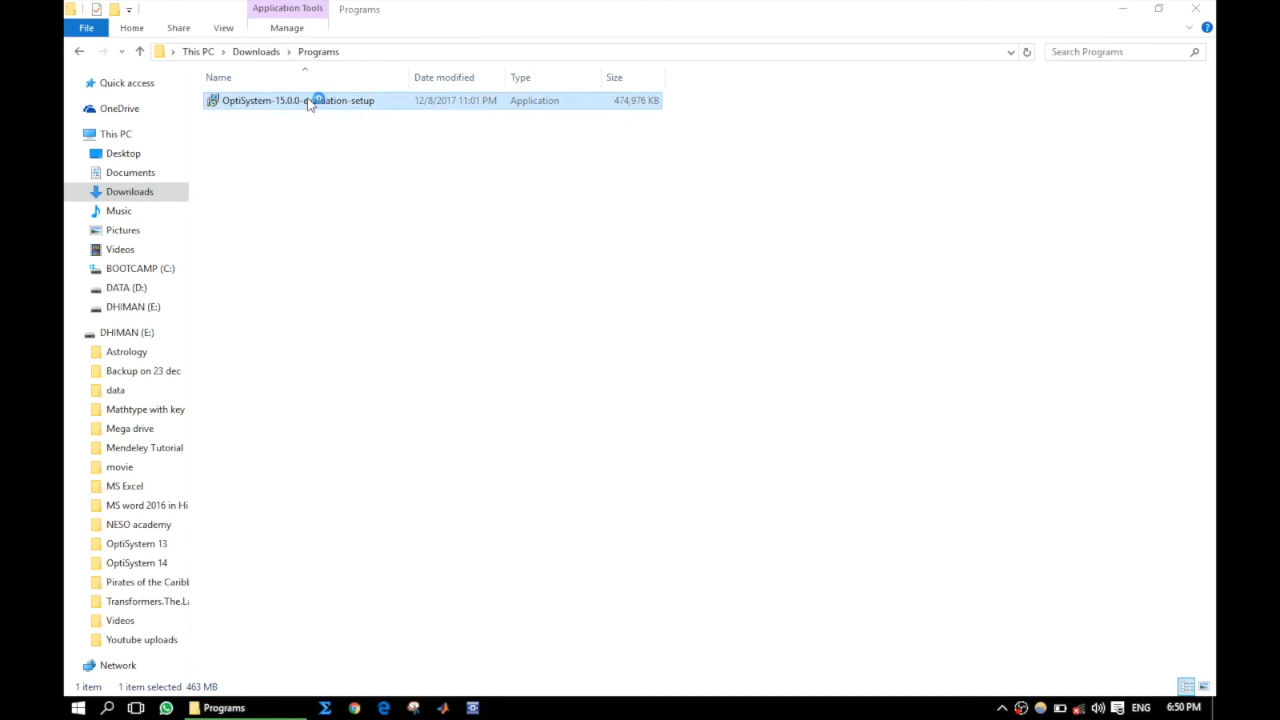 Application Tools
Programs
File
Home
Share
View
Manage
This PC
Downloads
Programs
Search Programs
Name
Date modified
Type
Size
OptiSystem-15.0.0-evaluation-setup
12/8/2017 11:01 PM
Application
474,976 KB
Quick access
OneDrive
This PC
Desktop
Documents
Downloads
Music
Pictures
Videos
BOOTCAMP (C:)
DATA (D:)
DHIMAN (E:)
DHIMAN (E:)
Astrology
Backup on 23 dec
data
Mathtype with key
Mega drive
Mendeley Tutorial
movie
MS Excel
MS word 2016 in Hi
NESO academy
OptiSystem 13
OptiSystem 14
Pirates of the Carib
Transformers.The.La
Videos
Youtube uploads
Network
1 item
1 item selected 463 MB
Programs
ENG
6:50 PM